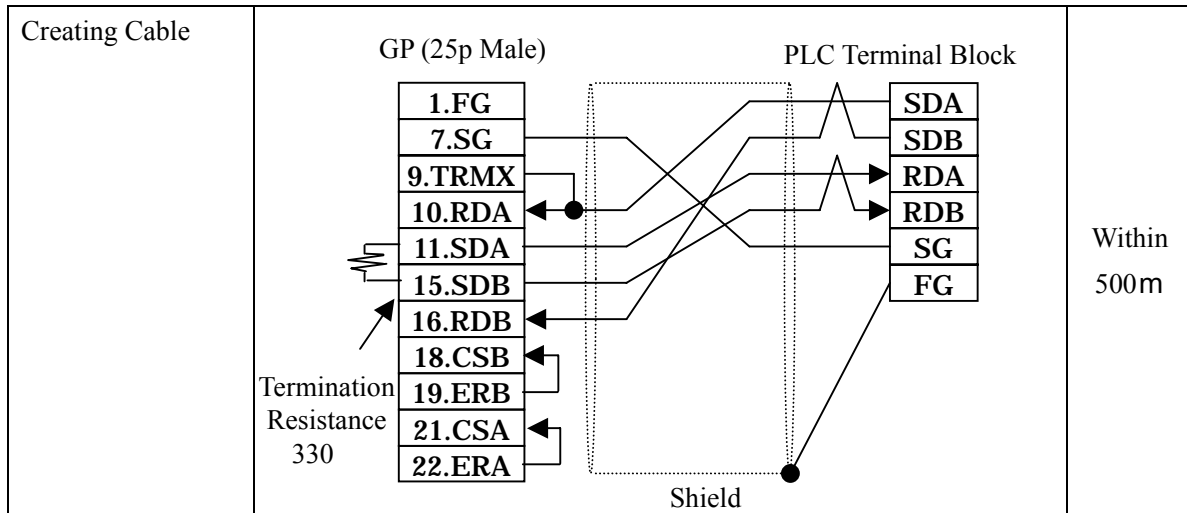 Creating Cable
GP (25p Male)
PLC Terminal Block
1.FG
7.SG
9.TRMX
10.RDA
11.SDA
15.SDB
16.RDB
18.CSB
19.ERB
21.CSA
22.ERA
Termination
Resistance
330
SDA
SDB
RDA
RDB
SG
FG
Shield
Within
500m